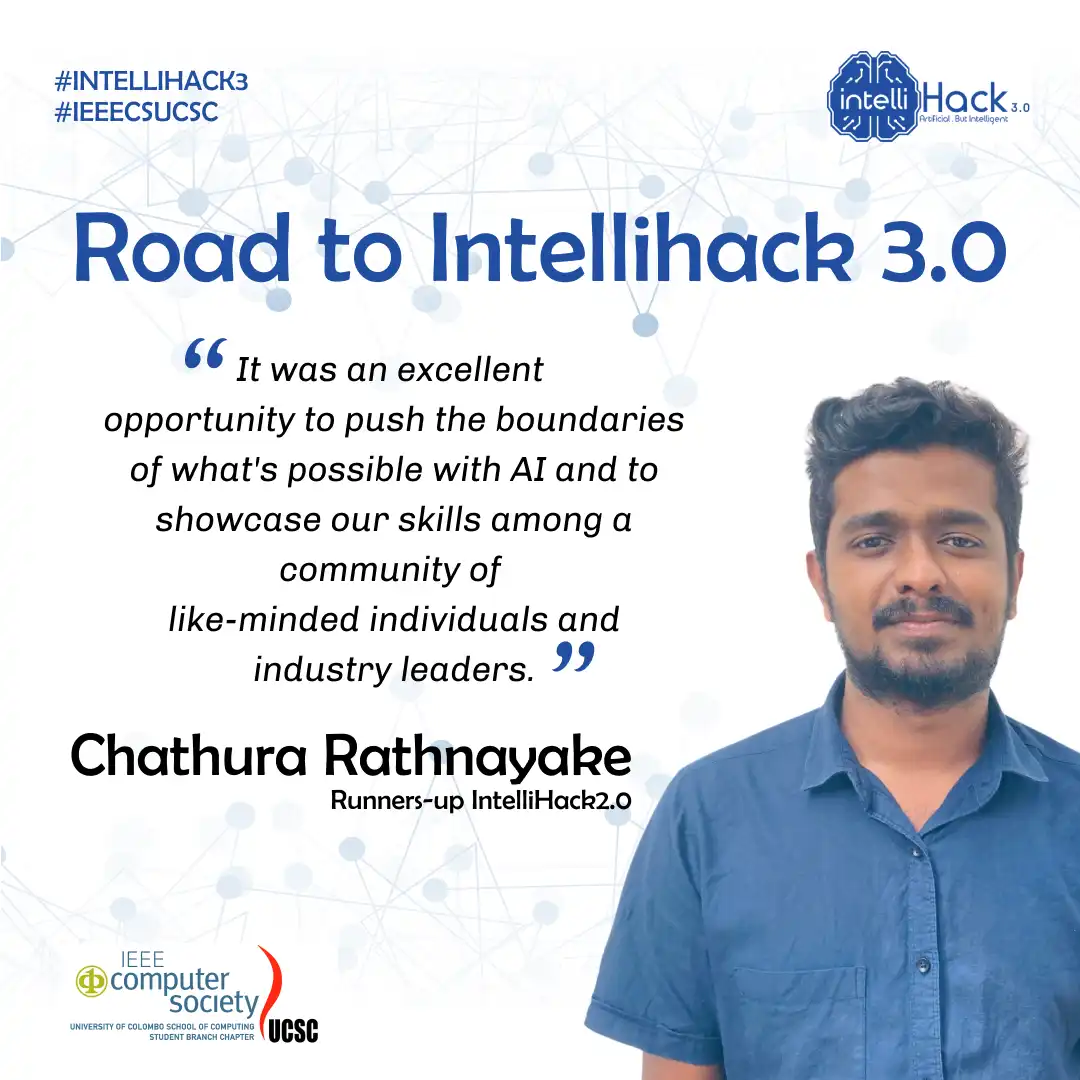 #INTELLIHACK3
#IEEECSUCSC
intelliHack 3.0
Artificial . But Intelligent
Road to Intellihack 3.0
“ It was an excellent
opportunity to push the boundaries
of what's possible with AI and to
showcase our skills among a
community of
like-minded individuals and
industry leaders. ”
Chathura Rathnayake
Runners-up IntelliHack2.0
IEEE
computer
society
UNIVERSITY OF COLOMBO SCHOOL OF COMPUTING
STUDENT BRANCH CHAPTER
UCSC